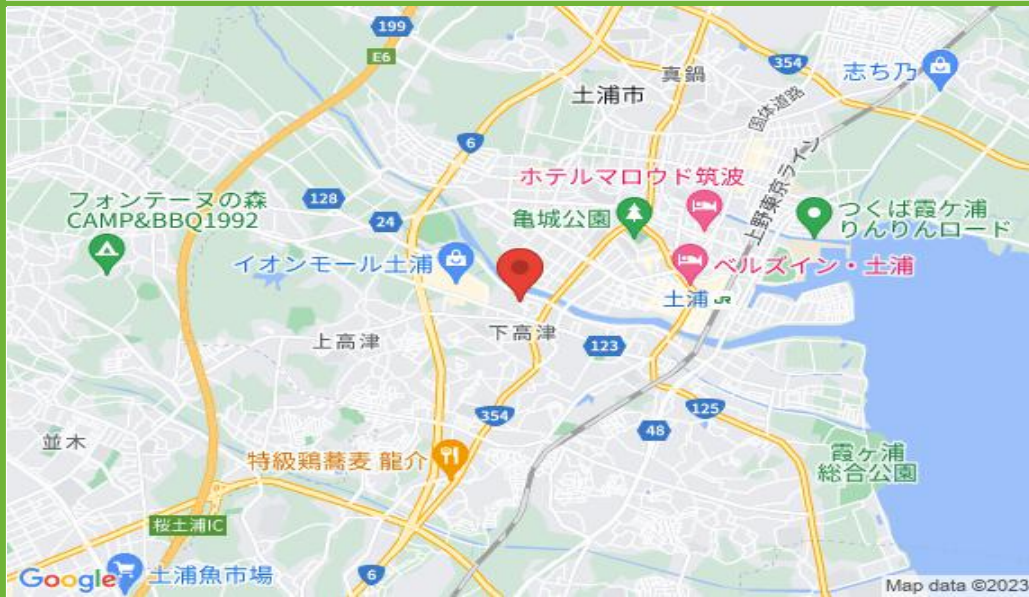 199
E6
354
真鍋
志ち乃
土浦市
国体道路
6
上野東京ライン
ホテルマロウド筑波
フォンテーヌの森
CAMP&BBQ1992
128
24
亀城公園
つくば霞ケ浦
りんりんロード
イオンモール土浦
ベルズイン・土浦
土浦 JR
上高津
下高津
123
354
125
48
並木
特級鶏蕎麦 龍介
霞ヶ浦
総合公園
桜土浦IC
6
Google
土浦魚市場
Map data ©2023